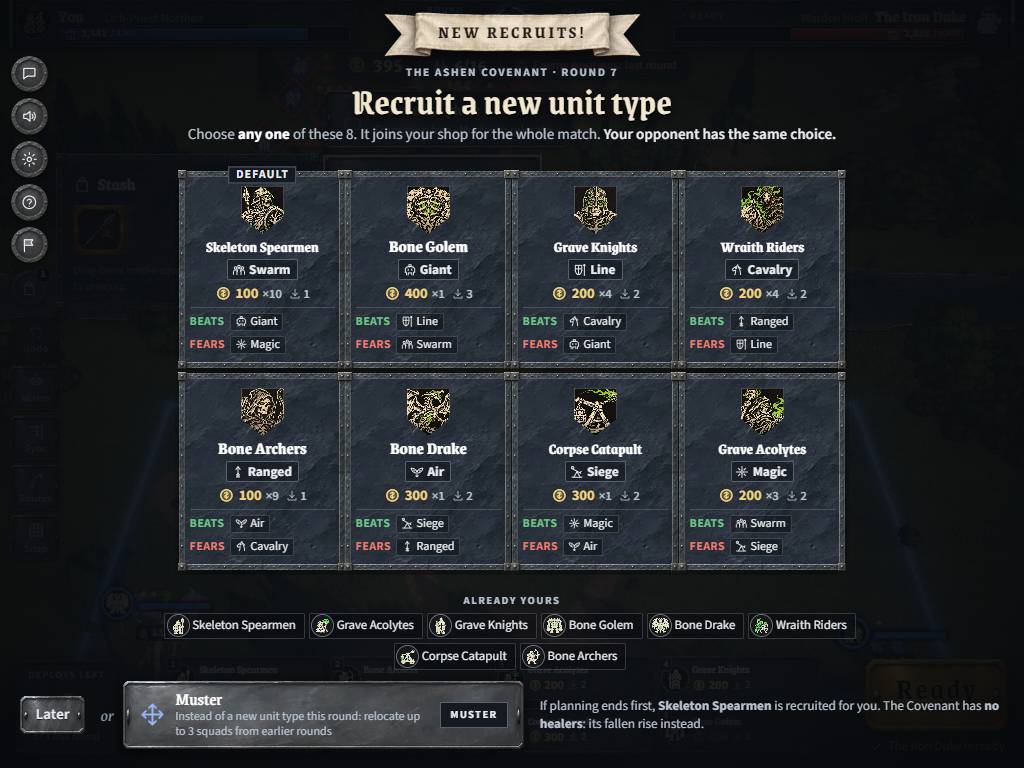 NEW RECRUITS!
THE ASHEN COVENANT · ROUND 7
Recruit a new unit type
Choose any one of these 8. It joins your shop for the whole match. Your opponent has the same choice.
DEFAULT
Skeleton Spearmen
Swarm
100 ×10 1
BEATS Giant
FEARS Magic
Bone Golem
Giant
400 ×1 3
BEATS Line
FEARS Swarm
Grave Knights
Line
200 ×4 2
BEATS Cavalry
FEARS Giant
Wraith Riders
Cavalry
200 ×4 2
BEATS Ranged
FEARS Line
Bone Archers
Ranged
100 ×9 1
BEATS Air
FEARS Cavalry
Bone Drake
Air
300 ×1 2
BEATS Siege
FEARS Ranged
Corpse Catapult
Siege
300 ×1 2
BEATS Magic
FEARS Air
Grave Acolytes
Magic
200 ×3 2
BEATS Swarm
FEARS Siege
ALREADY YOURS
Skeleton Spearmen Grave Acolytes Grave Knights Bone Golem Bone Drake Wraith Riders
Corpse Catapult Bone Archers
Later or
Muster
Instead of a new unit type this round: relocate up
to 3 squads from earlier rounds
MUSTER
If planning ends first, Skeleton Spearmen is recruited for you. The Covenant has no
healers: its fallen rise instead.
You
The Iron Duke
395
Stash
Ready